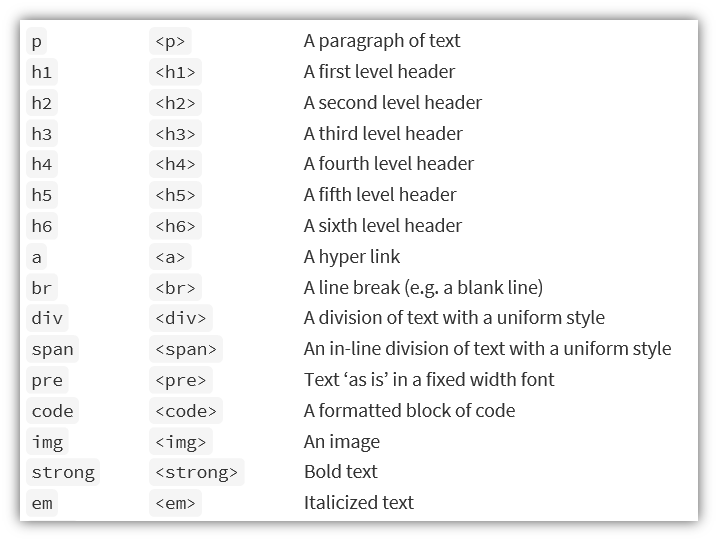 p <p> A paragraph of text
h1 <h1> A first level header
h2 <h2> A second level header
h3 <h3> A third level header
h4 <h4> A fourth level header
h5 <h5> A fifth level header
h6 <h6> A sixth level header
a <a> A hyper link
br <br> A line break (e.g. a blank line)
div <div> A division of text with a uniform style
span <span> An in-line division of text with a uniform style
pre <pre> Text ‘as is’ in a fixed width font
code <code> A formatted block of code
img <img> An image
strong <strong> Bold text
em <em> Italicized text